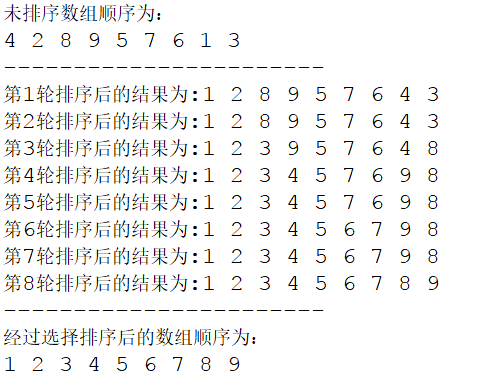 未排序数组顺序为：
4 2 8 9 5 7 6 1 3
-----------------------
第1轮排序后的结果为:1 2 8 9 5 7 6 4 3
第2轮排序后的结果为:1 2 8 9 5 7 6 4 3
第3轮排序后的结果为:1 2 3 9 5 7 6 4 8
第4轮排序后的结果为:1 2 3 4 5 7 6 9 8
第5轮排序后的结果为:1 2 3 4 5 7 6 9 8
第6轮排序后的结果为:1 2 3 4 5 6 7 9 8
第7轮排序后的结果为:1 2 3 4 5 6 7 9 8
第8轮排序后的结果为:1 2 3 4 5 6 7 8 9
-----------------------
经过选择排序后的数组顺序为：
1 2 3 4 5 6 7 8 9